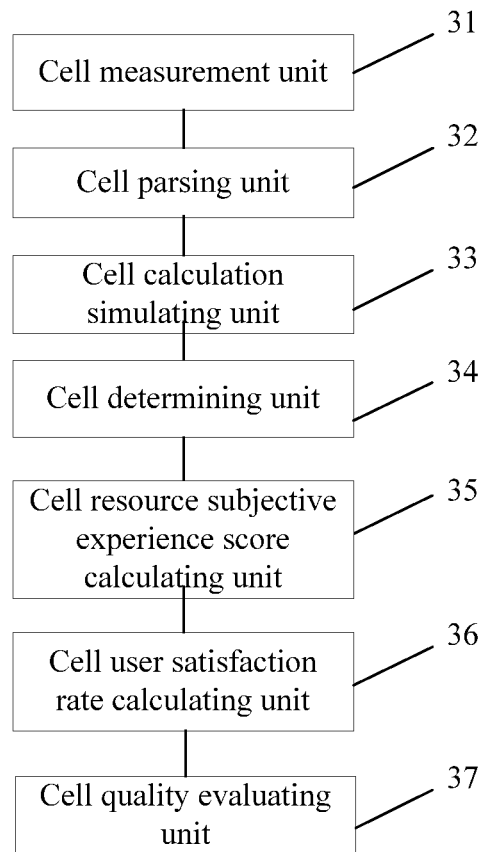 31
Cell measurement unit
32
Cell parsing unit
33
Cell calculation
simulating unit
34
Cell determining unit
35
Cell resource subjective
experience score
calculating unit
36
Cell user satisfaction
rate calculating unit
37
Cell quality evaluating
unit